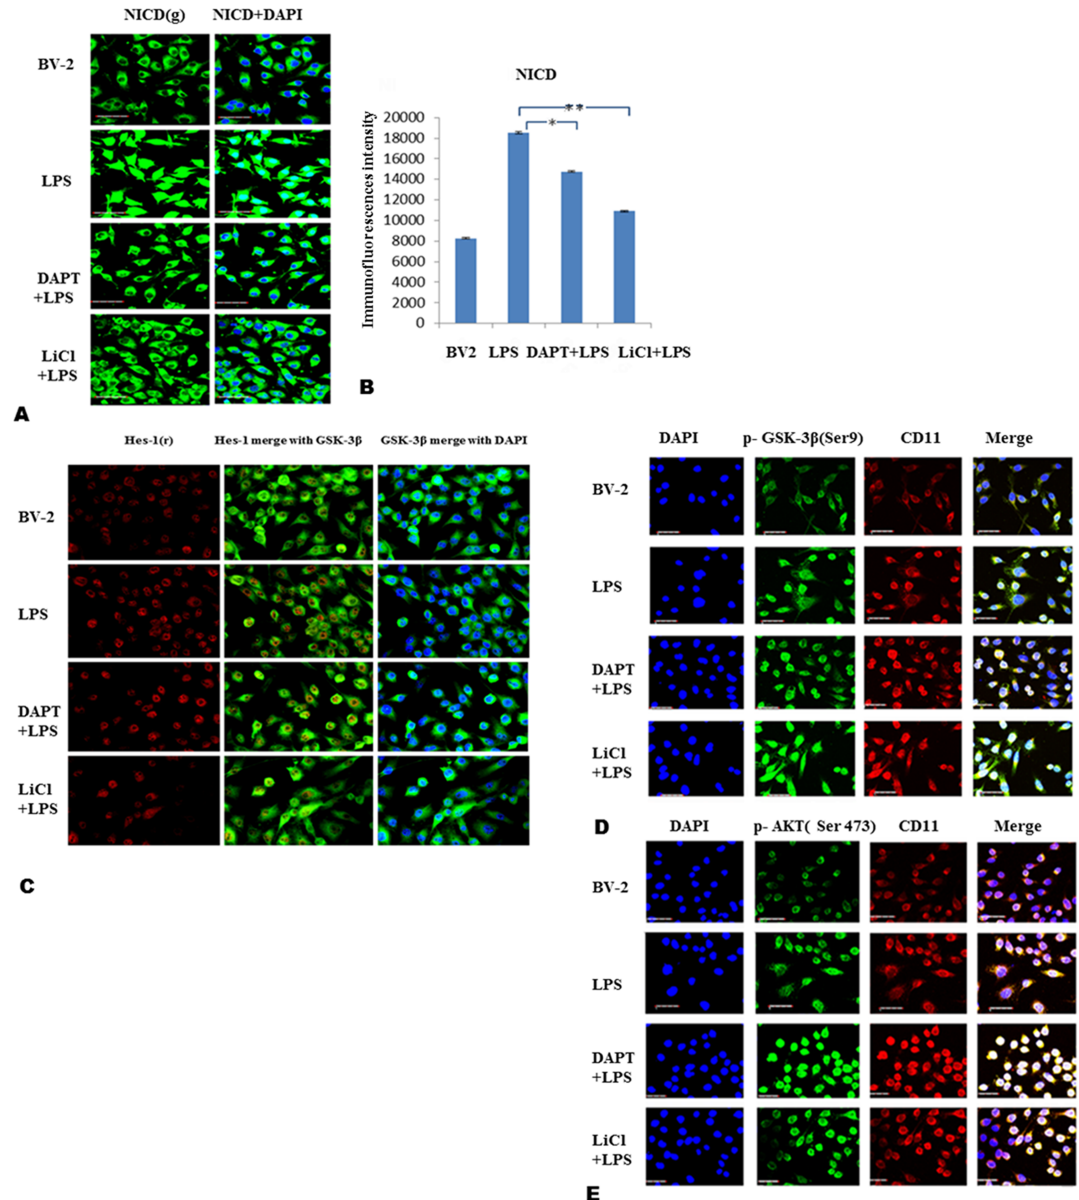 NICD(g) NICD+DAPI
BV-2
LPS
DAPT
+LPS
LiCl
+LPS
A
NICD
** 
*
Immunofluorescences intensity
20000
18000
16000
14000
12000
10000
8000
6000
4000
2000
0
BV2 LPS DAPT+LPS LiCl+LPS
B
Hes-1(r) Hes-1 merge with GSK-3β GSK-3β merge with DAPI
BV-2
LPS
DAPT
+LPS
LiCl
+LPS
C
DAPI p- GSK-3β(Ser9) CD11 Merge
BV-2
LPS
DAPT
+LPS
LiCl
+LPS
D
DAPI p- AKT( Ser 473) CD11 Merge
BV-2
LPS
DAPT
+LPS
LiCl
+LPS
E